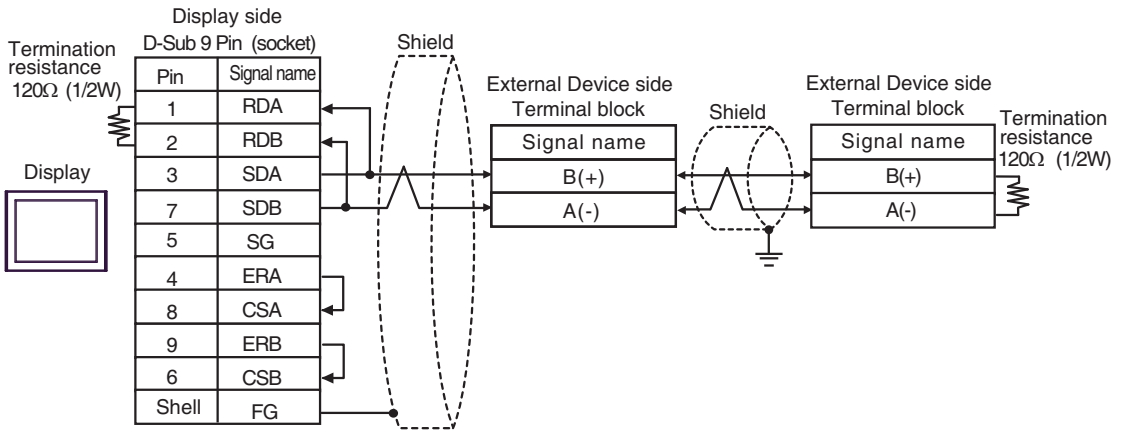 Display side
D-Sub 9 Pin (socket)
Termination
resistance
120Ω (1/2W)
Display
Pin Signal name
1 RDA
2 RDB
3 SDA
7 SDB
5 SG
4 ERA
8 CSA
9 ERB
6 CSB
Shell FG
Shield
External Device side
Terminal block
Signal name
B(+)
A(-)
Shield
External Device side
Terminal block
Signal name
B(+)
A(-)
Termination
resistance
120Ω (1/2W)